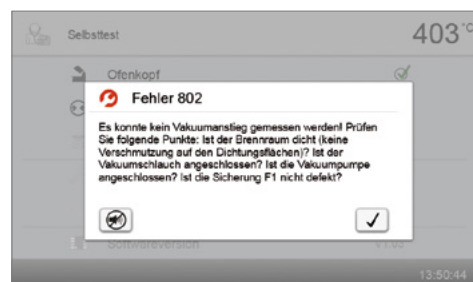 Selbsttest
403 °C
Ofenkopf
Fehler 802
Es konnte kein Vakuumanstieg gemessen werden! Prüfen
Sie folgende Punkte: Ist der Brennraum dicht (keine
Verschmutzung auf den Dichtungsflächen)? Ist der
Vakuumschlauch angeschlossen? Ist die Vakuumpumpe
angeschlossen? Ist die Sicherung F1 nicht defekt?
Softwareversion
13:50:44